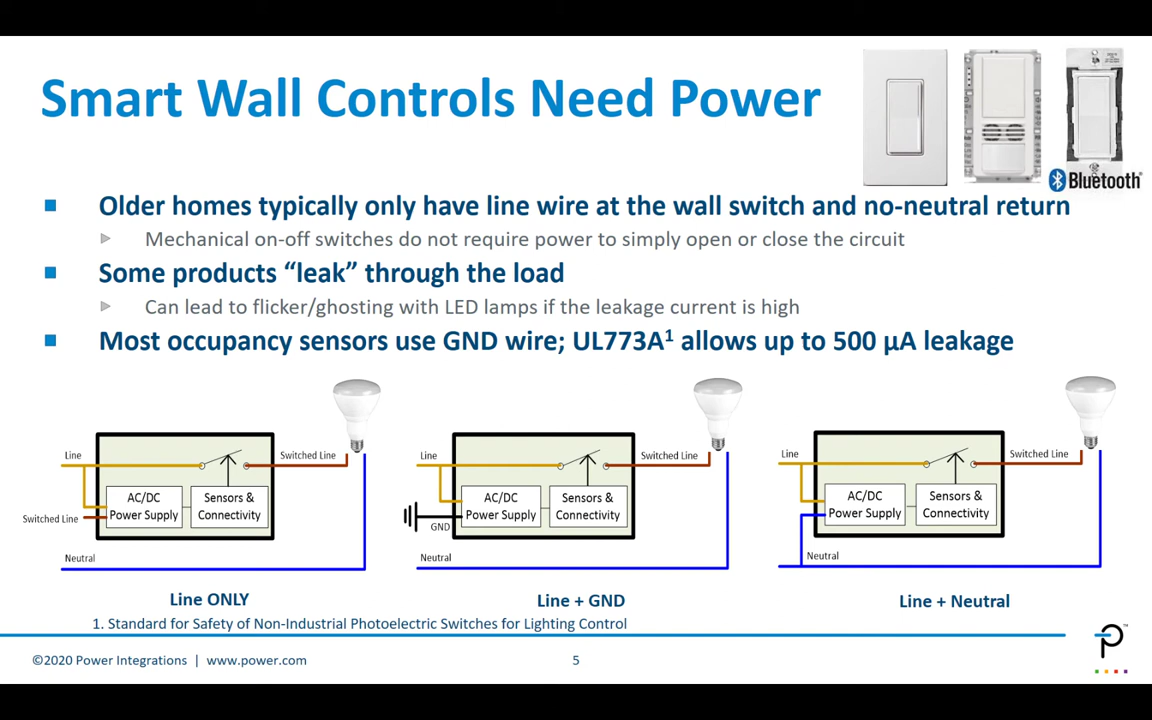 Smart Wall Controls Need Power
Bluetooth®
Older homes typically only have line wire at the wall switch and no-neutral return
Mechanical on-off switches do not require power to simply open or close the circuit
Some products “leak” through the load
Can lead to flicker/ghosting with LED lamps if the leakage current is high
Most occupancy sensors use GND wire; UL773A¹ allows up to 500 µA leakage
Line
Switched Line
AC/DC
Power Supply
Sensors &
Connectivity
Switched Line
Neutral
Line ONLY
Line
Switched Line
AC/DC
Power Supply
Sensors &
Connectivity
GND
Neutral
Line + GND
Line
Switched Line
AC/DC
Power Supply
Sensors &
Connectivity
Neutral
Line + Neutral
1. Standard for Safety of Non-Industrial Photoelectric Switches for Lighting Control
©2020 Power Integrations | www.power.com
5
™